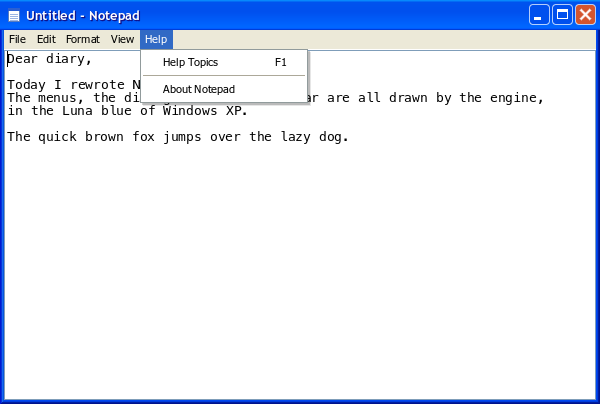 Untitled - Notepad
File Edit Format View Help
Help Topics F1
About Notepad
Dear diary,
Today I rewrote
The menus, the ar are all drawn by the engine,
in the Luna blue of Windows XP.
The quick brown fox jumps over the lazy dog.